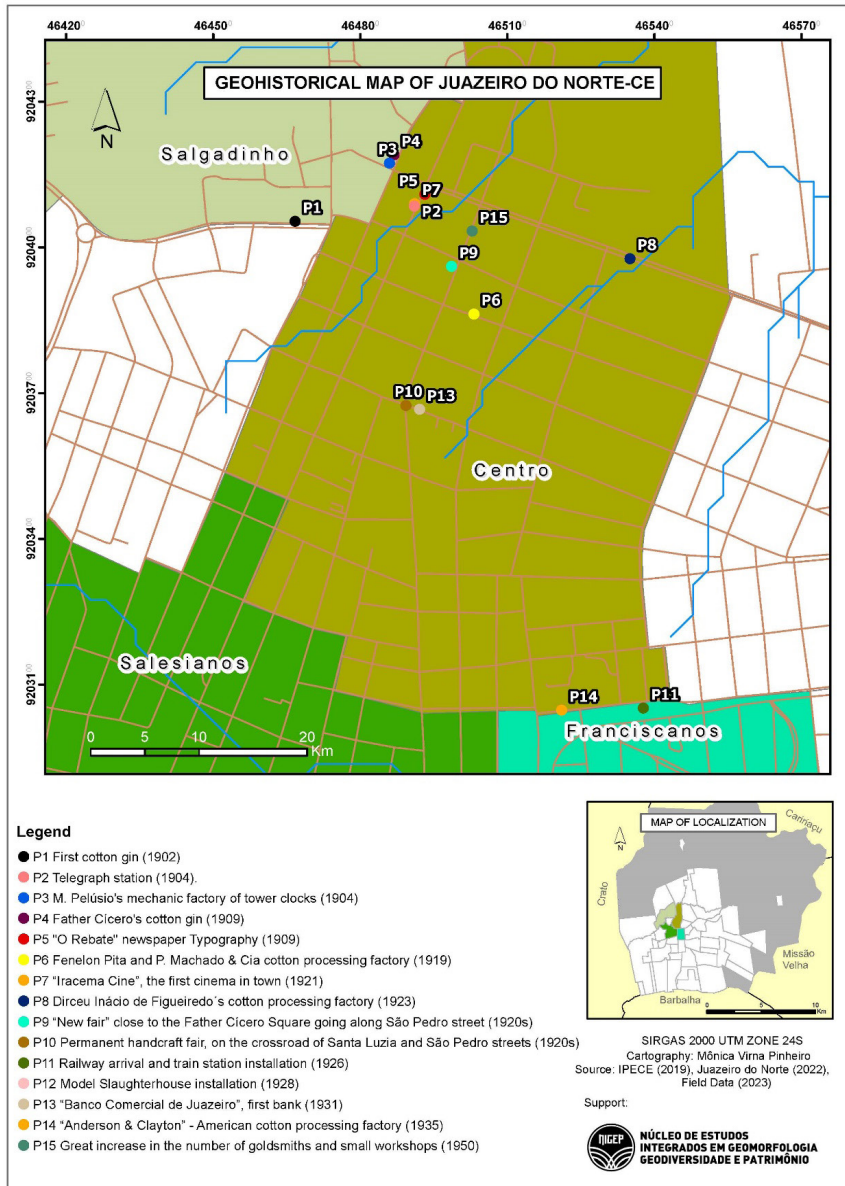 46420 46450 46480 46510 46540 46570
GEOHISTORICAL MAP OF JUAZEIRO DO NORTE-CE
92043
N
Salgadinho
P4
P3
P5
P7
P1
P2
P15
92040
P9
P8
P6
92037
P10 P13
Centro
92034
Salesianos
92031
P14
P11
Franciscanos
0 5 10 20
Km
Legend
P1 First cotton gin (1902)
P2 Telegraph station (1904).
P3 M. Pelúsio's mechanic factory of tower clocks (1904)
P4 Father Cícero's cotton gin (1909)
P5 "O Rebate" newspaper Typography (1909)
P6 Fenelon Pita and P. Machado & Cia cotton processing factory (1919)
P7 "Iracema Cine", the first cinema in town (1921)
P8 Dirceu Inácio de Figueiredo´s cotton processing factory (1923)
P9 "New fair" close to the Father Cícero Square going along São Pedro street (1920s)
P10 Permanent handcraft fair, on the crossroad of Santa Luzia and São Pedro streets (1920s)
P11 Railway arrival and train station installation (1926)
P12 Model Slaughterhouse installation (1928)
P13 "Banco Comercial de Juazeiro", first bank (1931)
P14 "Anderson & Clayton" - American cotton processing factory (1935)
P15 Great increase in the number of goldsmiths and small workshops (1950)
MAP OF LOCALIZATION
N
Caririaçu
Crato
Missão
Velha
Barbalha
0 5 10
Km
SIRGAS 2000 UTM ZONE 24S
Cartography: Mônica Virna Pinheiro
Source: IPECE (2019), Juazeiro do Norte (2022),
Field Data (2023)
Support:
NIGEP
NÚCLEO DE ESTUDOS
INTEGRADOS EM GEOMORFOLOGIA
GEODIVERSIDADE E PATRIMÔNIO